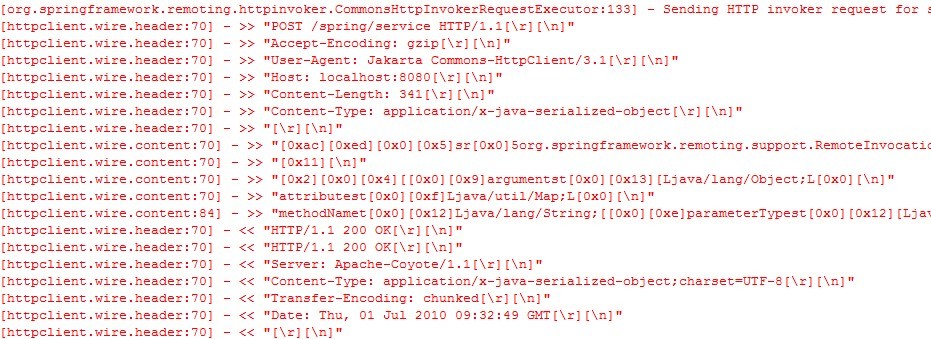 [org.springframework.remoting.httpinvoker.CommonsHttpInvokerRequestExecutor:133] - Sending HTTP invoker request for s
[httpclient.wire.header:70] - >> "POST /spring/service HTTP/1.1[\r][\n]"
[httpclient.wire.header:70] - >> "Accept-Encoding: gzip[\r][\n]"
[httpclient.wire.header:70] - >> "User-Agent: Jakarta Commons-HttpClient/3.1[\r][\n]"
[httpclient.wire.header:70] - >> "Host: localhost:8080[\r][\n]"
[httpclient.wire.header:70] - >> "Content-Length: 341[\r][\n]"
[httpclient.wire.header:70] - >> "Content-Type: application/x-java-serialized-object[\r][\n]"
[httpclient.wire.header:70] - >> "[\r][\n]"
[httpclient.wire.content:70] - >> "[0xac][0xed][0x0][0x5]sr[0x0]5org.springframework.remoting.support.RemoteInvocatio
[httpclient.wire.content:70] - >> "[0x11][\n]"
[httpclient.wire.content:70] - >> "[0x2][0x0][0x4][[0x0][0x9]argumentst[0x0][0x13][Ljava/lang/Object;L[0x0][\n]"
[httpclient.wire.content:70] - >> "attributest[0x0][0xf]Ljava/util/Map;L[0x0][\n]"
[httpclient.wire.content:84] - >> "methodNamet[0x0][0x12]Ljava/lang/String;[[0x0][0xe]parameterTypest[0x0][0x12][Ljav
[httpclient.wire.header:70] - << "HTTP/1.1 200 OK[\r][\n]"
[httpclient.wire.header:70] - << "HTTP/1.1 200 OK[\r][\n]"
[httpclient.wire.header:70] - << "Server: Apache-Coyote/1.1[\r][\n]"
[httpclient.wire.header:70] - << "Content-Type: application/x-java-serialized-object;charset=UTF-8[\r][\n]"
[httpclient.wire.header:70] - << "Transfer-Encoding: chunked[\r][\n]"
[httpclient.wire.header:70] - << "Date: Thu, 01 Jul 2010 09:32:49 GMT[\r][\n]"
[httpclient.wire.header:70] - << "[\r][\n]"